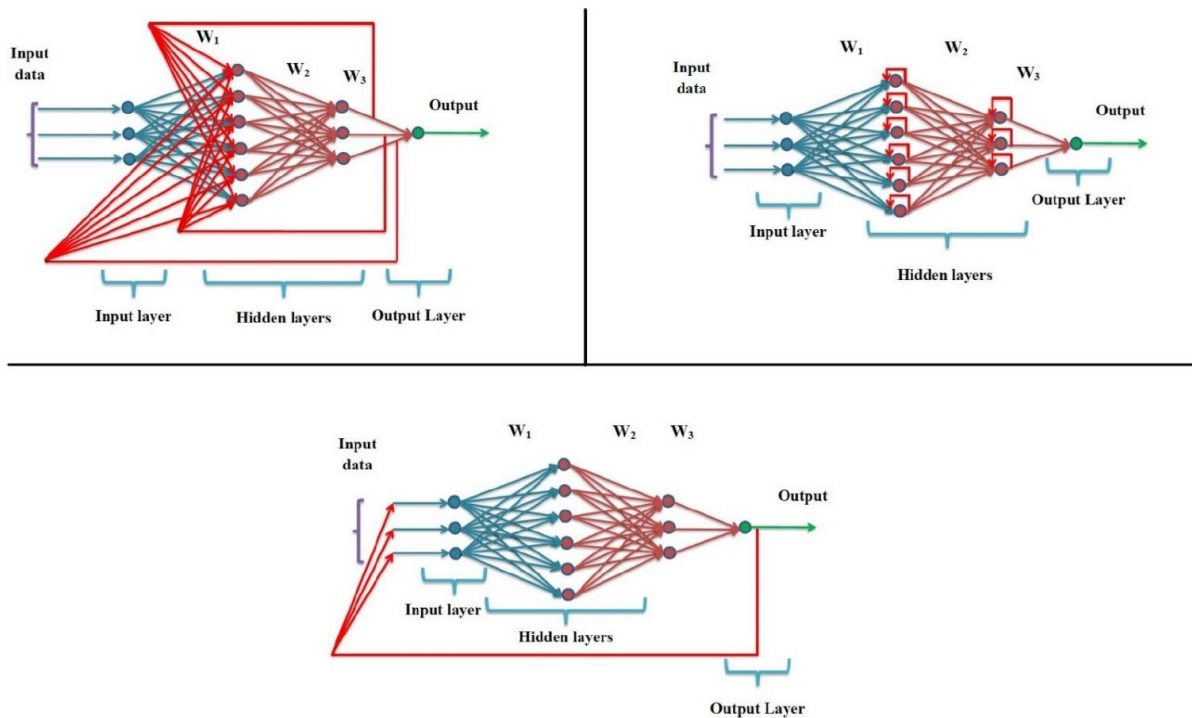 W₁
Input
data
W₂
W₃
Output
Input layer
Hidden layers
Output Layer
W₁
W₂
Input
data
W₃
Output
Input layer
Output Layer
Hidden layers
W₁
W₂
W₃
Input
data
Output
Input layer
Hidden layers
Output Layer